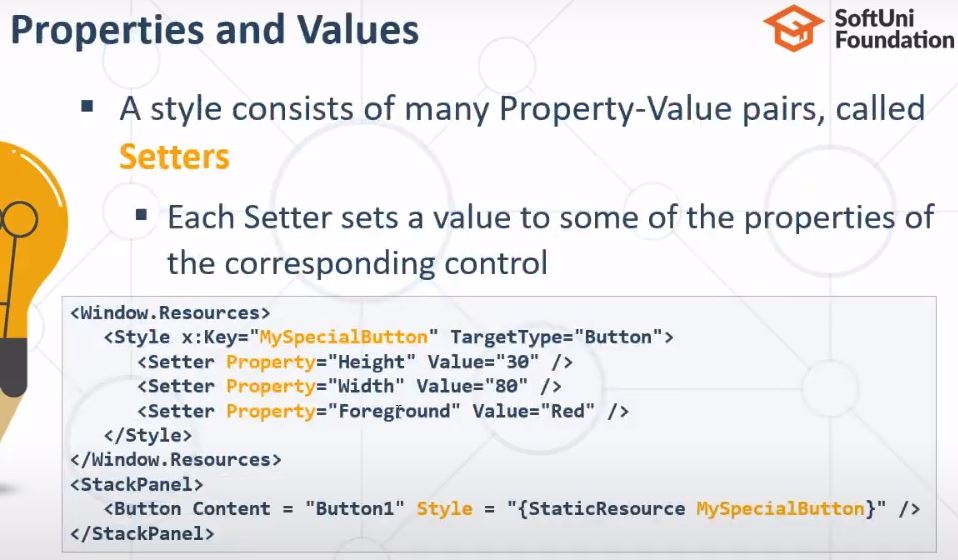 Properties and Values
SoftUni
Foundation
A style consists of many Property-Value pairs, called
Setters
Each Setter sets a value to some of the properties of
the corresponding control
<Window.Resources>
<Style x:Key="MySpecialButton" TargetType="Button">
<Setter Property="Height" Value="30" />
<Setter Property="Width" Value="80" />
<Setter Property="Foreground" Value="Red" />
</Style>
</Window.Resources>
<StackPanel>
<Button Content = "Button1" Style = "{StaticResource MySpecialButton}" />
</StackPanel>